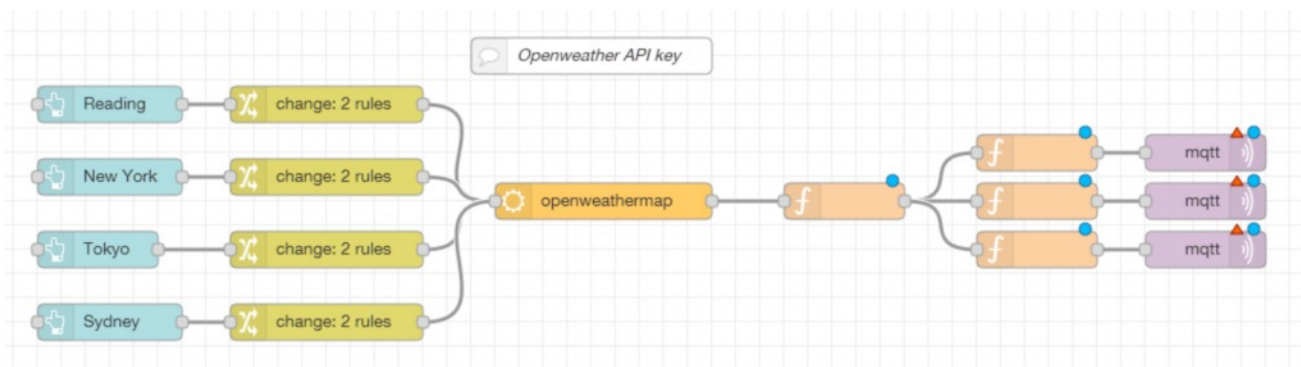 Openweather API key
Reading
change: 2 rules
New York
change: 2 rules
Tokyo
change: 2 rules
Sydney
change: 2 rules
openweathermap
f
f
f
f
mqtt
mqtt
mqtt